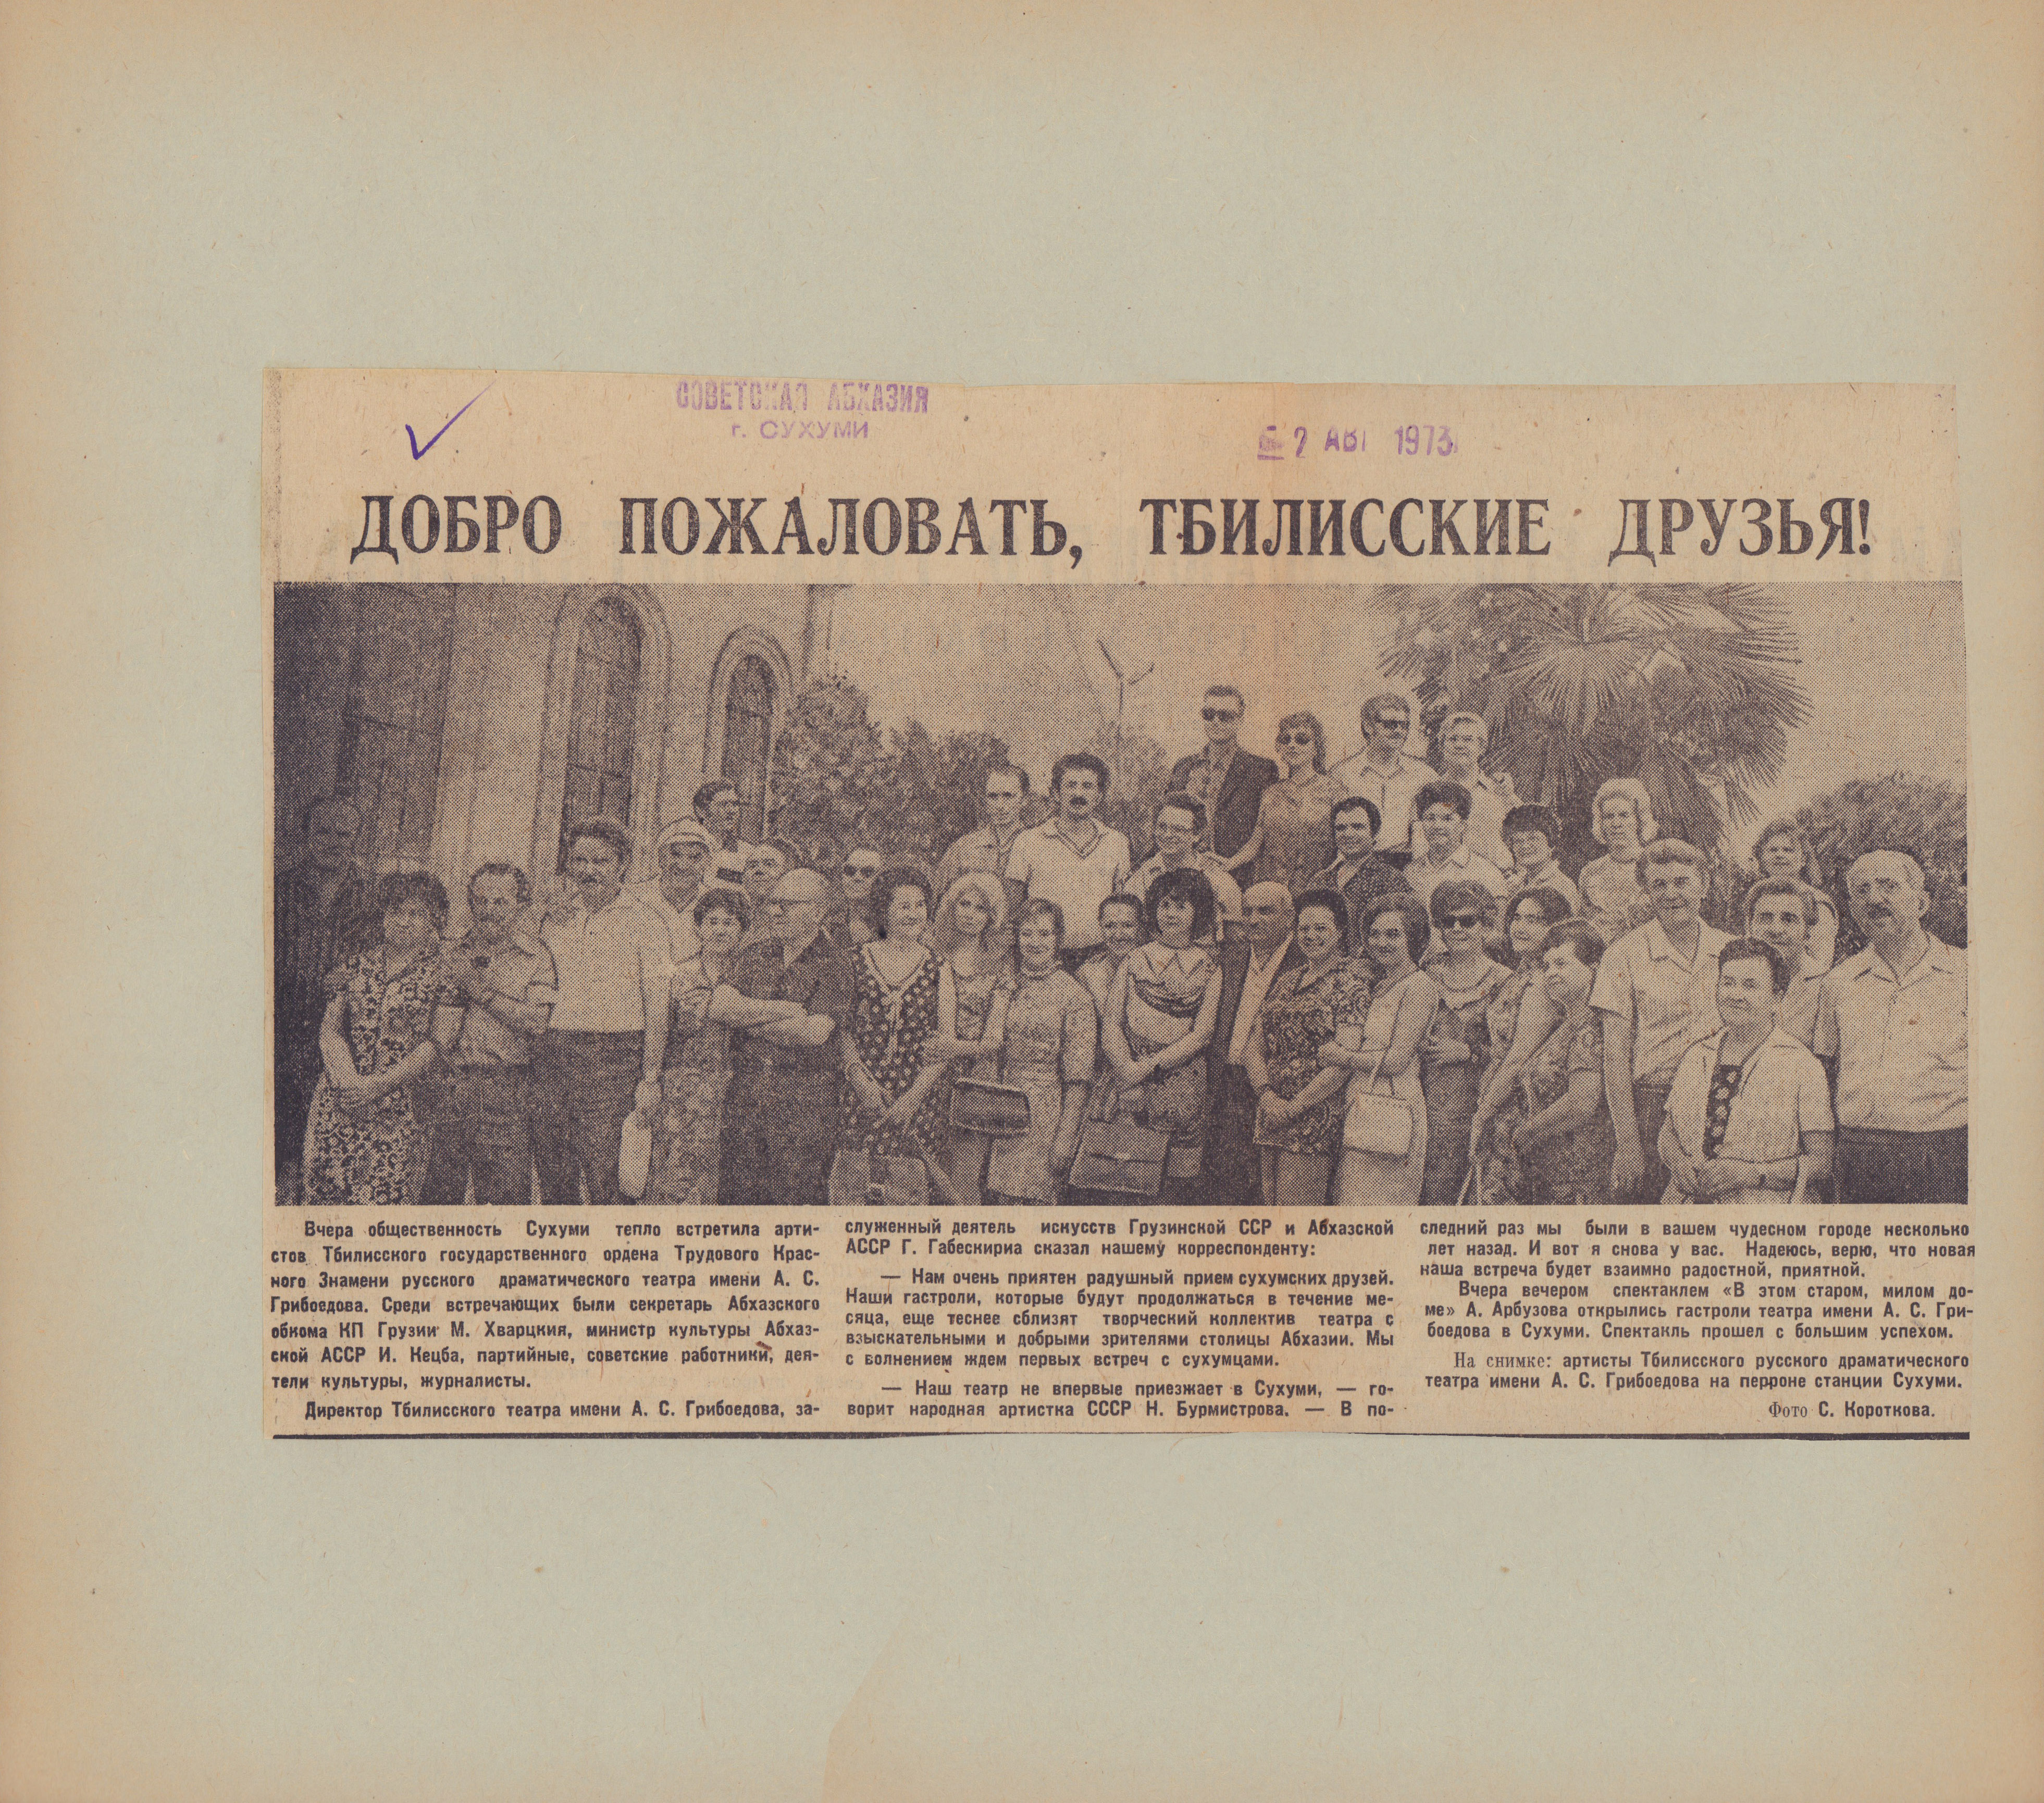 СОВЕТСКАЯ АБХАЗИЯ
г. СУХУМИ
2 АВГ 1973
ДОБРО ПОЖАЛОВАТЬ, ТБИЛИССКИЕ ДРУЗЬЯ!
Вчера общественность Сухуми тепло встретила арти-
стов Тбилисского государственного ордена Трудового Крас-
ного Знамени русского драматического театра имени А. С.
Грибоедова. Среди встречающих были секретарь Абхазского
обкома КП Грузии М. Хварцкия, министр культуры Абхаз-
ской АССР И. Кецба, партийные, советские работники, дея-
тели культуры, журналисты.
Директор Тбилисского театра имени А. С. Грибоедова, за-
служенный деятель искусств Грузинской ССР и Абхазской
АССР Г. Габескириа сказал нашему корреспонденту:
— Нам очень приятен радушный прием сухумских друзей.
Наши гастроли, которые будут продолжаться в течение ме-
сяца, еще теснее сблизят творческий коллектив театра с
взыскательными и добрыми зрителями столицы Абхазии. Мы
с волнением ждем первых встреч с сухумцами.
— Наш театр не впервые приезжает в Сухуми, — го-
ворит народная артистка СССР Н. Бурмистрова. — В по-
следний раз мы были в вашем чудесном городе несколько
лет назад. И вот я снова у вас. Надеюсь, верю, что новая
наша встреча будет взаимно радостной, приятной.
Вчера вечером спектаклем «В этом старом, милом до-
ме» А. Арбузова открылись гастроли театра имени А. С. Гри-
боедова в Сухуми. Спектакль прошел с большим успехом.
На снимке: артисты Тбилисского русского драматического
театра имени А. С. Грибоедова на перроне станции Сухуми.
Фото С. Короткова.